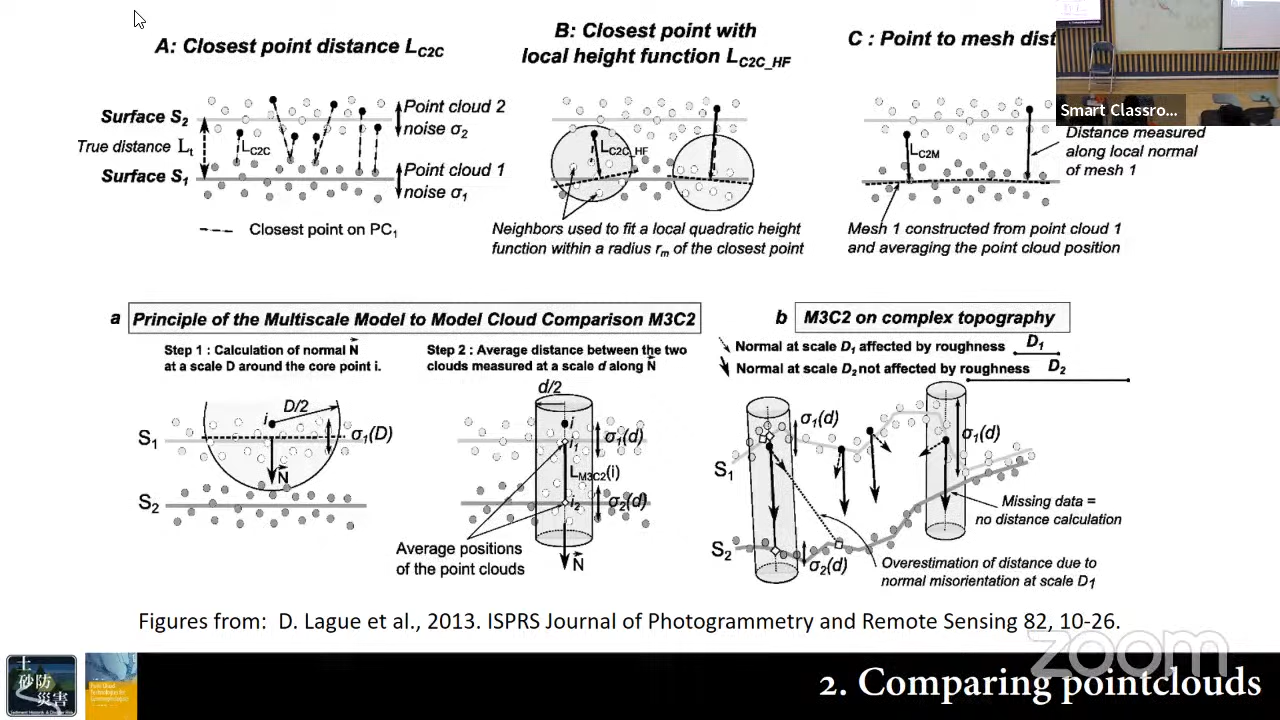 A: Closest point distance L_C2C
Surface S₂
True distance L_t
Surface S₁
L_C2C
Point cloud 2
noise σ₂
Point cloud 1
noise σ₁
Closest point on PC₁
B: Closest point with
local height function L_C2C_HF
L_C2C_HF
Neighbors used to fit a local quadratic height
function within a radius r_m of the closest point
C : Point to mesh dist
Smart Classro...
L_C2M
Distance measured
along local normal
of mesh 1
Mesh 1 constructed from point cloud 1
and averaging the point cloud position
a Principle of the Multiscale Model to Model Cloud Comparison M3C2
Step 1 : Calculation of normal N⃗
at a scale D around the core point i.
D/2
i
S₁
σ₁(D)
N⃗
S₂
Step 2 : Average distance between the two
clouds measured at a scale d along N⃗
d/2
i
i₁
σ₁(d)
L_M3C2(i)
i₂
σ₂(d)
Average positions
of the point clouds
N⃗
b M3C2 on complex topography
Normal at scale D₁ affected by roughness D₁
Normal at scale D₂ not affected by roughness D₂
σ₁(d)
σ₁(d)
S₁
Missing data =
no distance calculation
S₂
σ₂(d)
Overestimation of distance due to
normal misorientation at scale D₁
Figures from: D. Lague et al., 2013. ISPRS Journal of Photogrammetry and Remote Sensing 82, 10-26.
zoom
土
砂防
災害
2. Comparing pointclouds